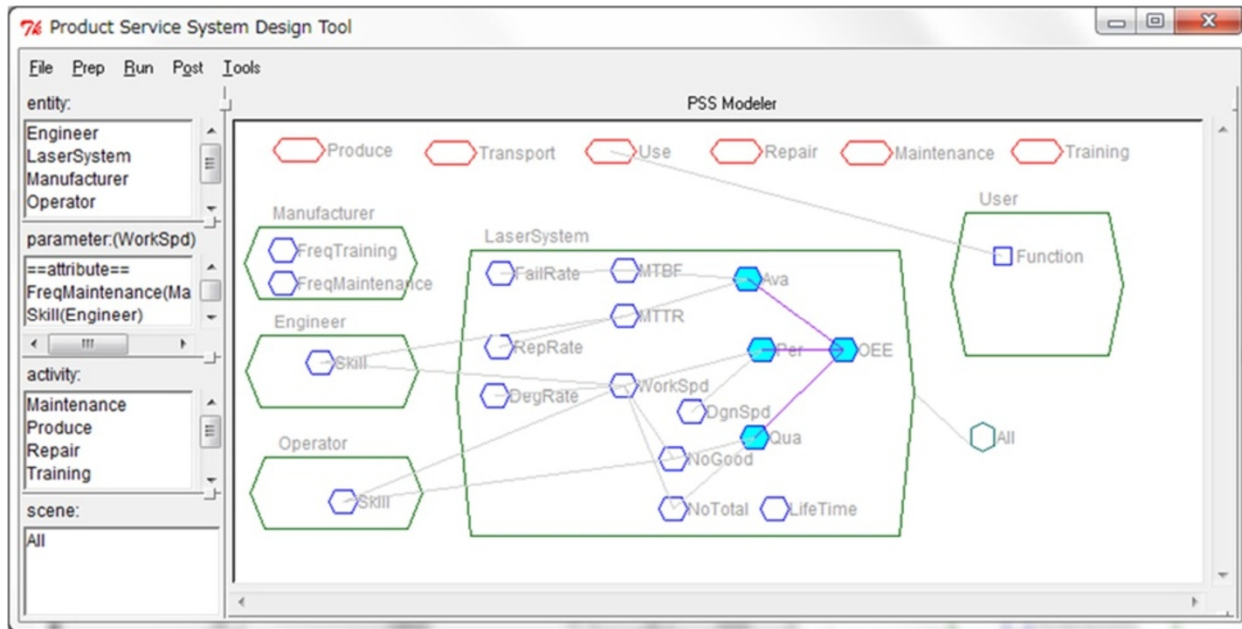 Product Service System Design Tool
File Prep Run Post Tools
entity:
Engineer
LaserSystem
Manufacturer
Operator
parameter:(WorkSpd)
==attribute==
FreqMaintenance(Ma
Skill(Engineer)
activity:
Maintenance
Produce
Repair
Training
scene:
All
PSS Modeler
Produce Transport Use Repair Maintenance Training
Manufacturer
FreqTraining
FreqMaintenance
Engineer
Skill
Operator
Skill
LaserSystem
FailRate MTBF Ava
MTTR
RepRate Per OEE
DegRate WorkSpd
DgnSpd
Qua
NoGood
NoTotal LifeTime
User
Function
All